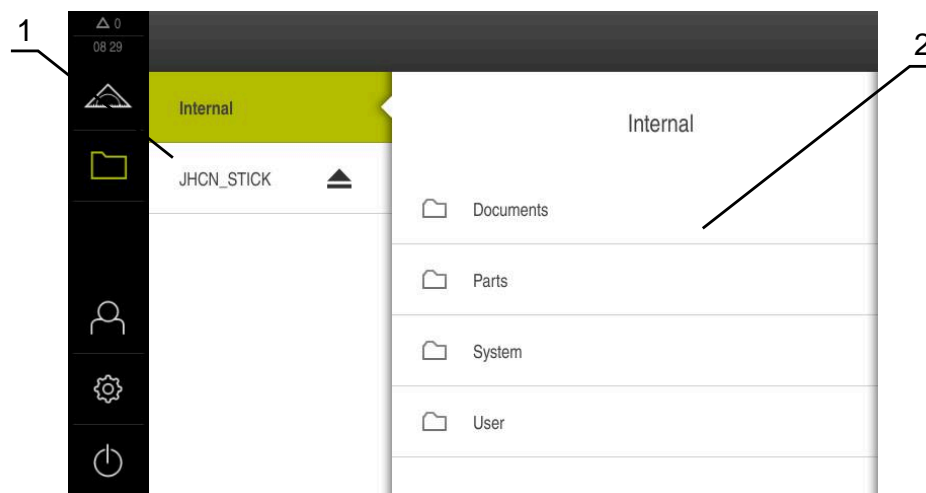 1
2
△ 0
08 29
Internal
JHCN_STICK
Internal
Documents
Parts
System
User